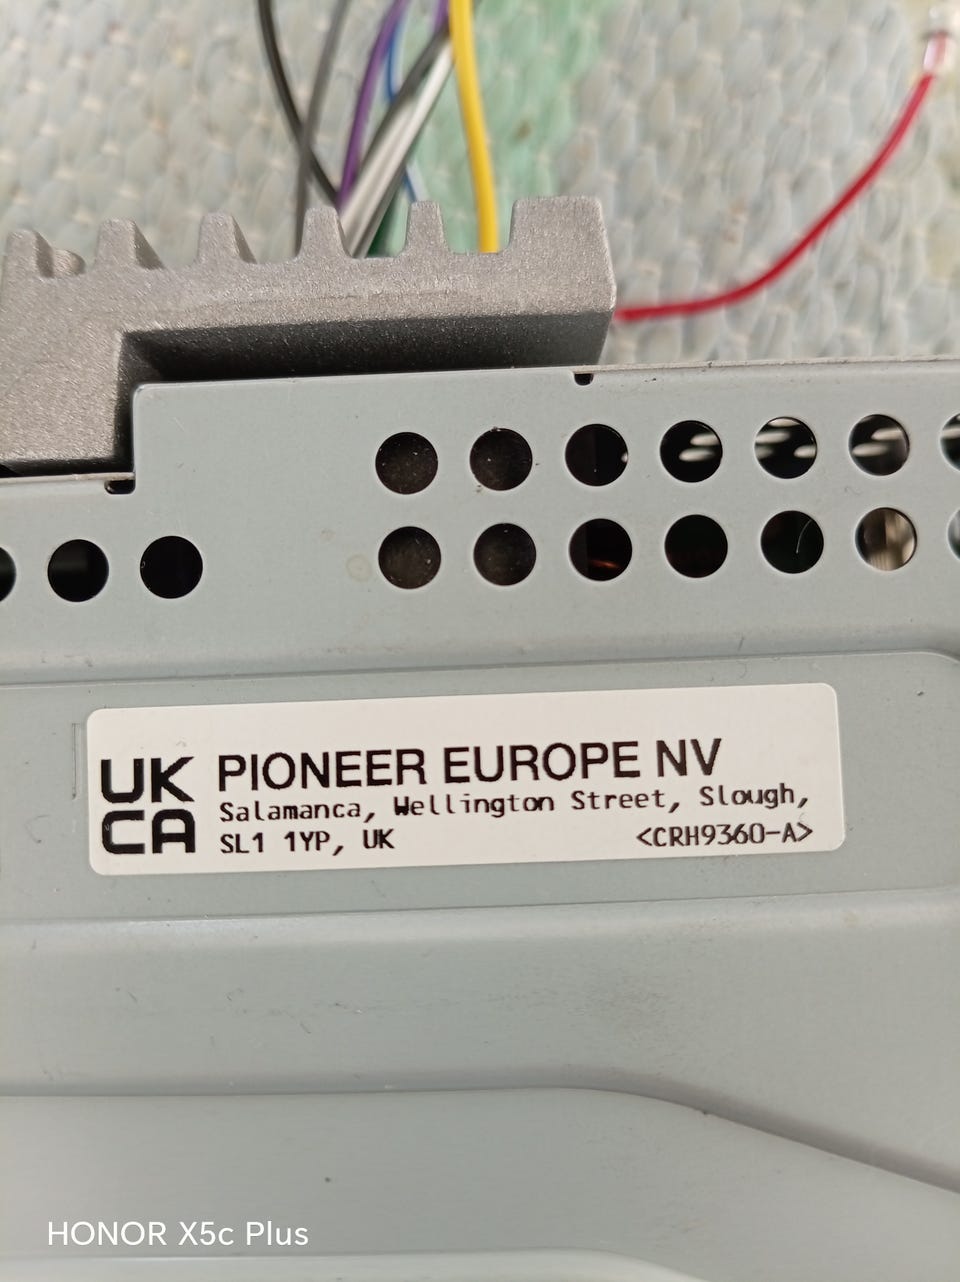 UK
CA
PIONEER EUROPE NV
Salamanca, Wellington Street, Slough,
SL1 1YP, UK <CRH9360-A>
HONOR X5c Plus